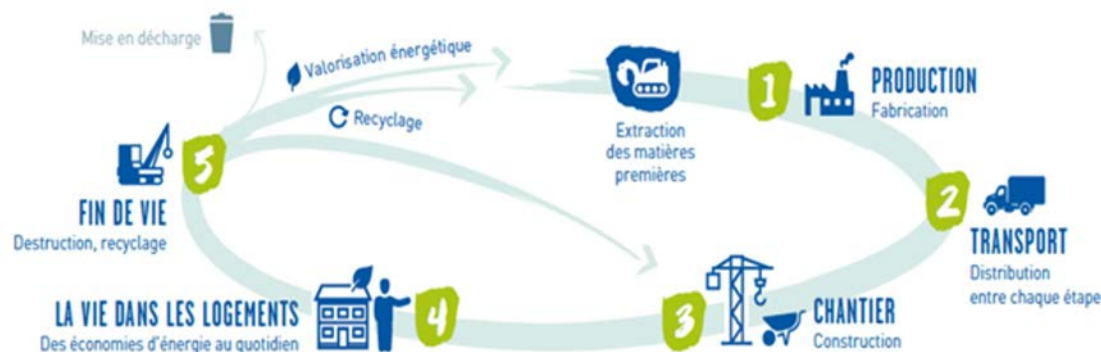 Mise en décharge
Valorisation énergétique
Recyclage
Extraction
des matières
premières
1
PRODUCTION
Fabrication
2
TRANSPORT
Distribution
entre chaque étape
3
CHANTIER
Construction
4
LA VIE DANS LES LOGEMENTS
Des économies d'énergie au quotidien
5
FIN DE VIE
Destruction, recyclage